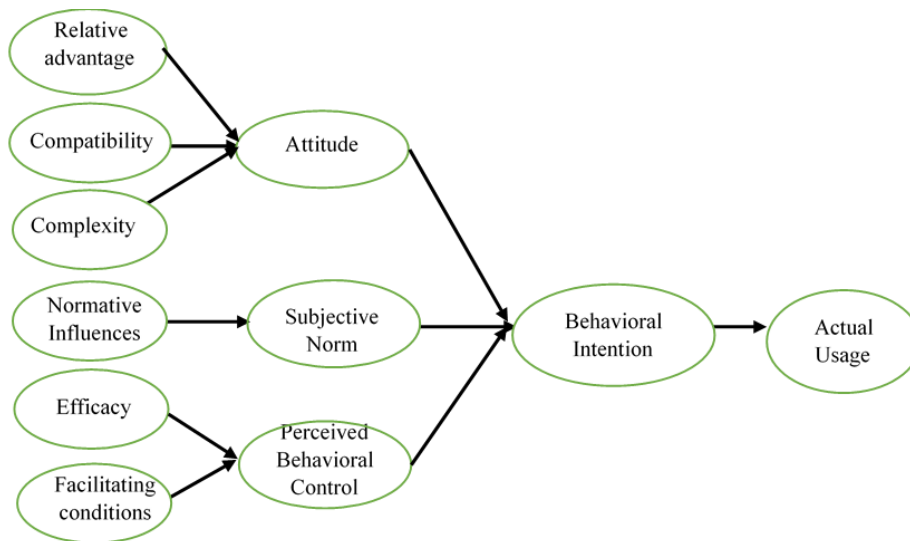 Relative
advantage
Compatibility
Complexity
Attitude
Normative
Influences
Subjective
Norm
Efficacy
Facilitating
conditions
Perceived
Behavioral
Control
Behavioral
Intention
Actual
Usage